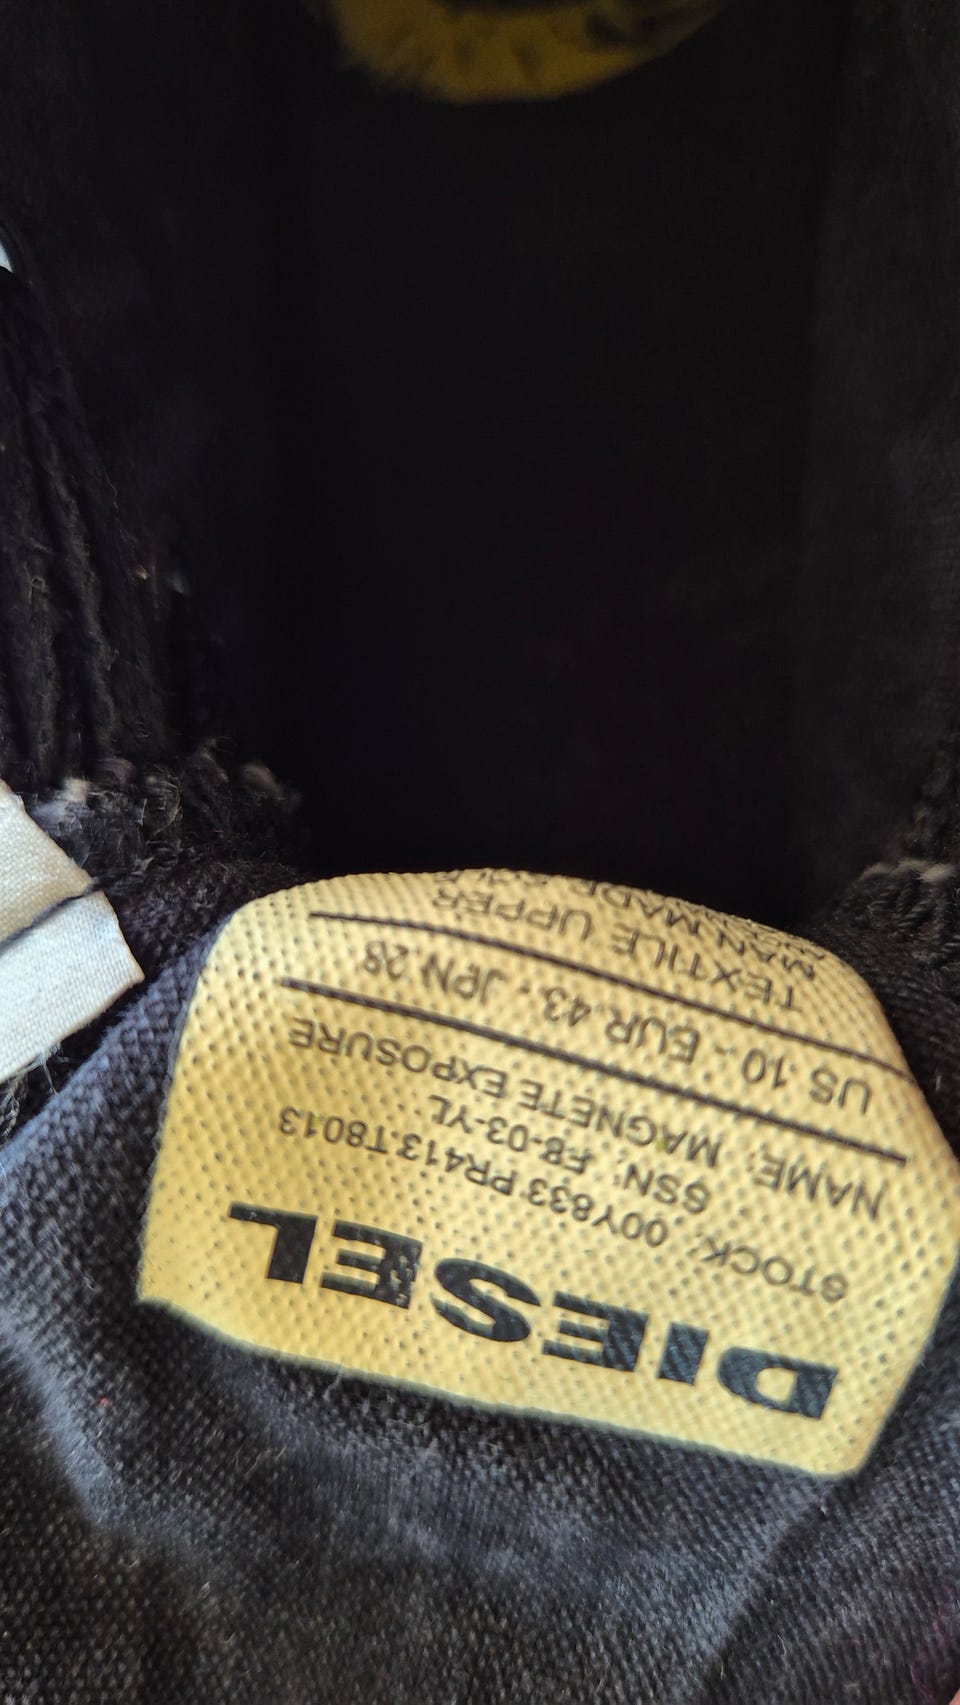 DIESEL
STOCK: 00Y833 PR413.T8013
SSN: F8-03-YL
NAME: MAGNETE EXPOSURE
US 10 - EUR.43 - JPN.28
TEXTILE UPPER